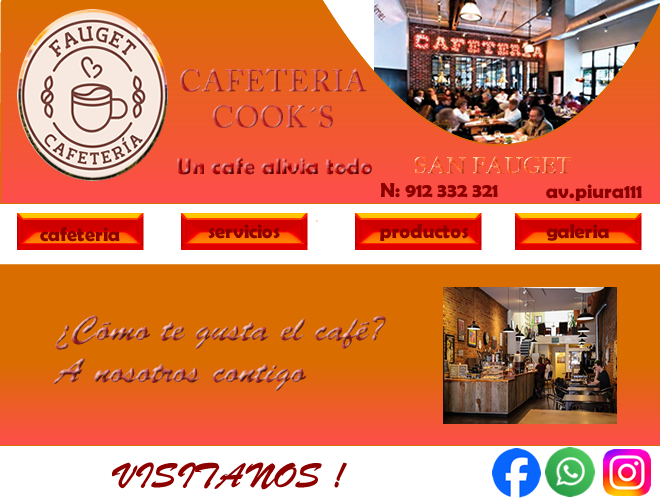 FAUGET
CAFETERÍA
CAFETERIA
CAFETERIA
COOK´S
Un cafe alivia todo
SAN FAUGET
N: 912 332 321
av.piura111
cafeteria
servicios
productos
galeria
¿Cómo te gusta el café?
A nosotros contigo
VISITANOS !